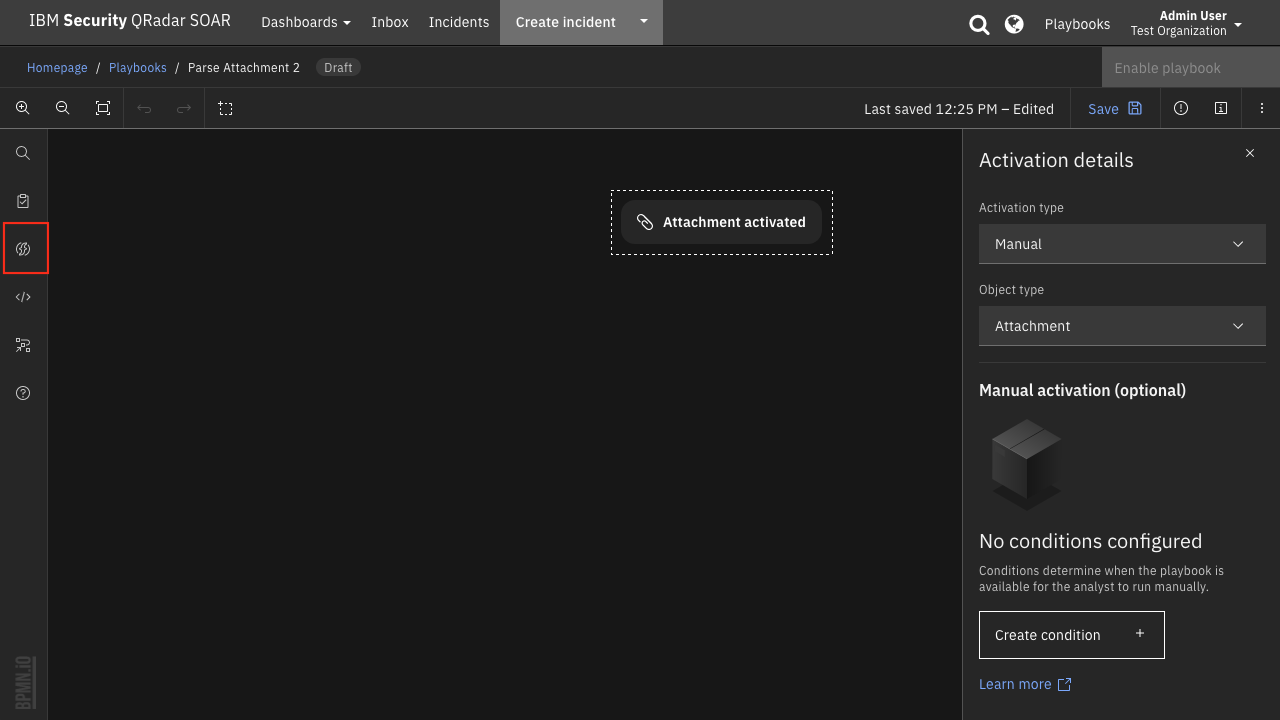 IBM Security QRadar SOAR
Dashboards
Inbox
Incidents
Create incident
Playbooks
Admin User
Test Organization
Homepage / Playbooks / Parse Attachment 2
Draft
Enable playbook
Last saved 12:25 PM – Edited
Save
Attachment activated
Activation details
Activation type
Manual
Object type
Attachment
Manual activation (optional)
No conditions configured
Conditions determine when the playbook is
available for the analyst to run manually.
Create condition
Learn more
BPMN.iO